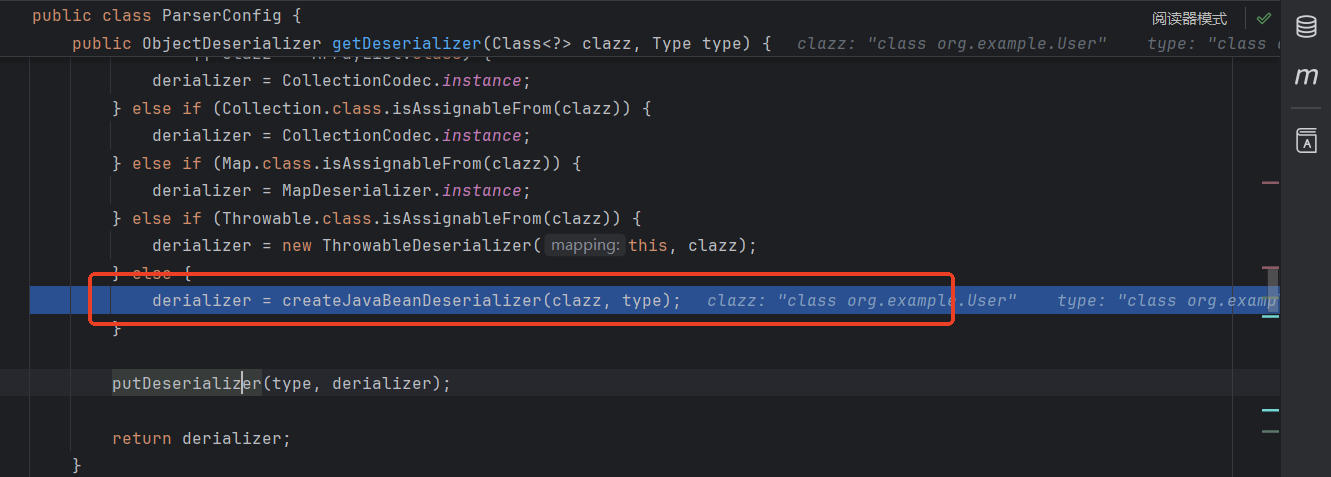 public class ParserConfig {
阅读器模式
public ObjectDeserializer getDeserializer(Class<?> clazz, Type type) { clazz: "class org.example.User" type: "class
derializer = CollectionCodec.instance;
} else if (Collection.class.isAssignableFrom(clazz)) {
derializer = CollectionCodec.instance;
} else if (Map.class.isAssignableFrom(clazz)) {
derializer = MapDeserializer.instance;
} else if (Throwable.class.isAssignableFrom(clazz)) {
derializer = new ThrowableDeserializer( mapping: this, clazz);
} else {
derializer = createJavaBeanDeserializer(clazz, type); clazz: "class org.example.User" type: "class org.examp
}
putDeserializer(type, derializer);
return derializer;
}
m
A